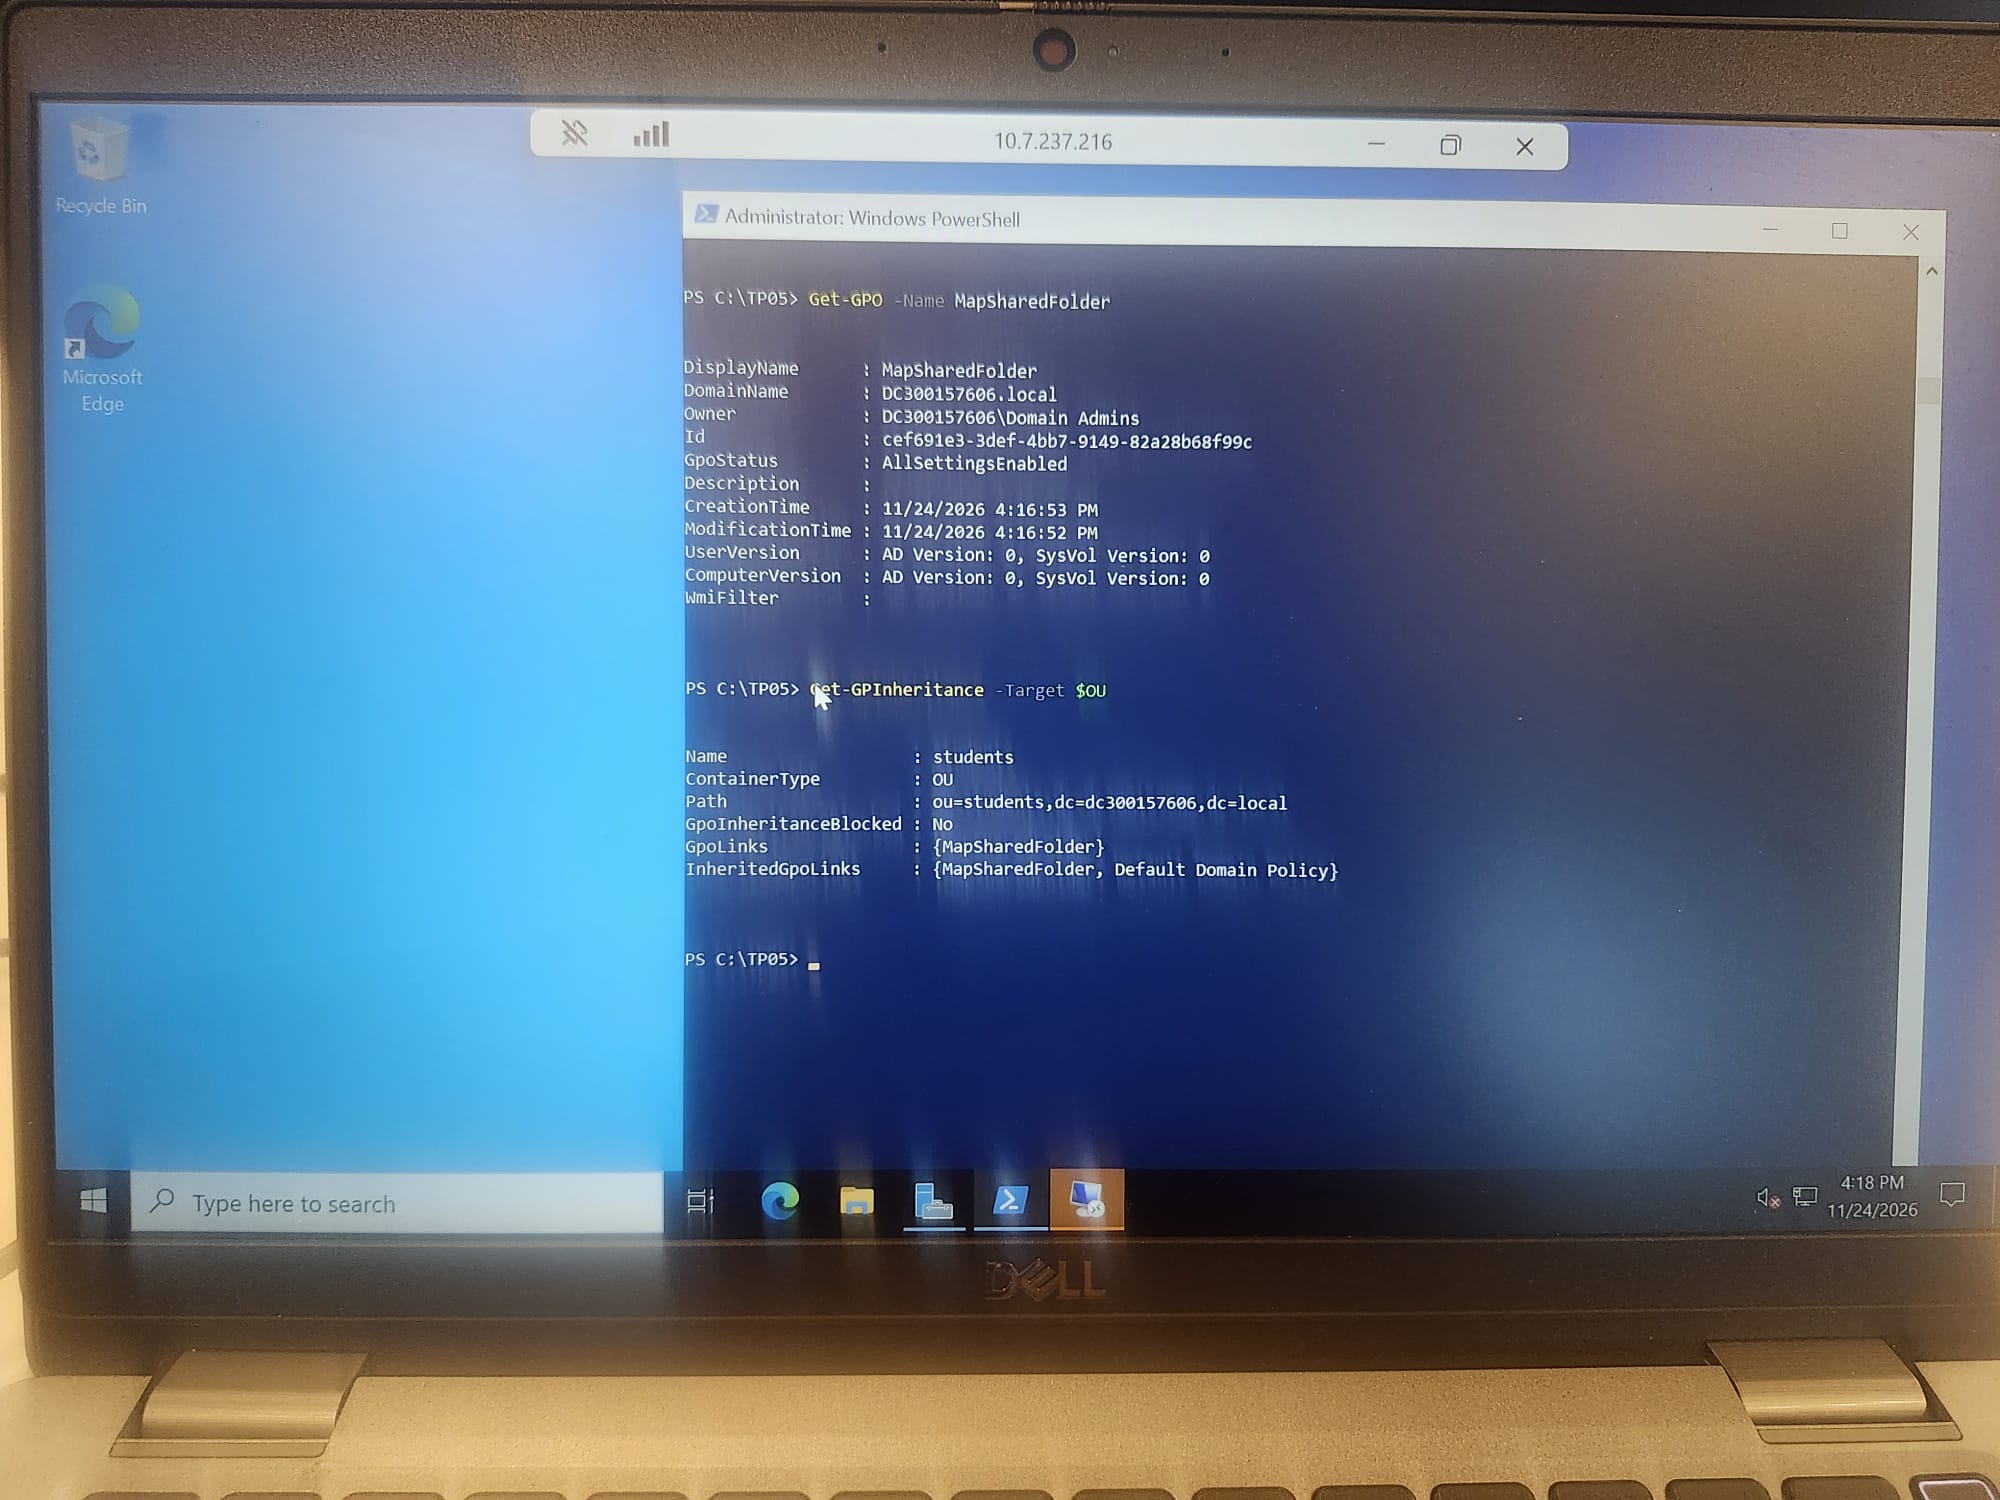 10.7.237.216
Recycle Bin
Microsoft
Edge
Administrator: Windows PowerShell
PS C:\TP05> Get-GPO -Name MapSharedFolder
DisplayName : MapSharedFolder
DomainName : DC300157606.local
Owner : DC300157606\Domain Admins
Id : cef691e3-3def-4bb7-9149-82a28b68f99c
GpoStatus : AllSettingsEnabled
Description :
CreationTime : 11/24/2026 4:16:53 PM
ModificationTime : 11/24/2026 4:16:52 PM
UserVersion : AD Version: 0, SysVol Version: 0
ComputerVersion : AD Version: 0, SysVol Version: 0
WmiFilter :
PS C:\TP05> Get-GPInheritance -Target $OU
Name : students
ContainerType : OU
Path : ou=students,dc=dc300157606,dc=local
GpoInheritanceBlocked : No
GpoLinks : {MapSharedFolder}
InheritedGpoLinks : {MapSharedFolder, Default Domain Policy}
PS C:\TP05>
Type here to search
4:18 PM
11/24/2026
DELL